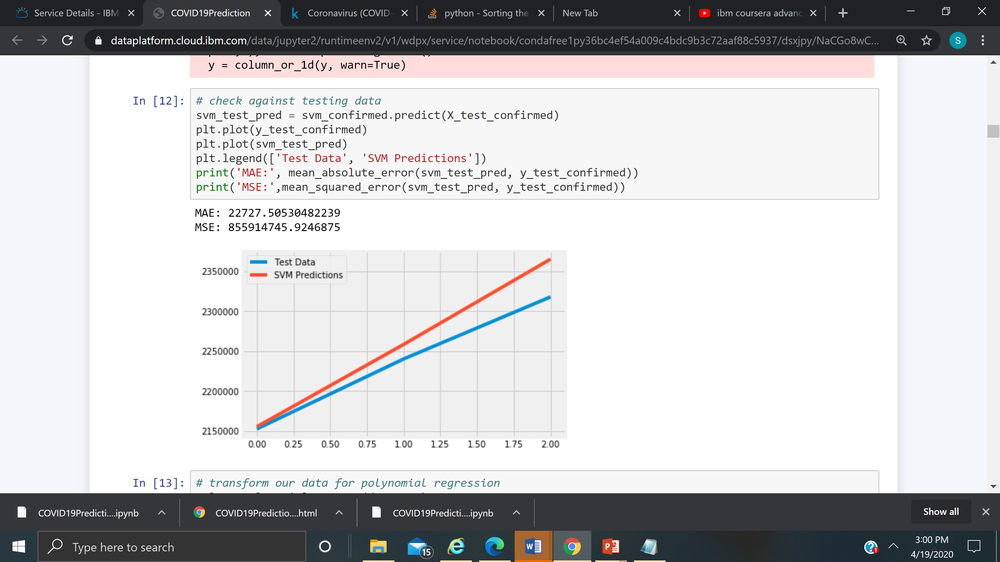 Service Details - IBM
COVID19Prediction
Coronavirus (COVID-
python - Sorting the
New Tab
ibm coursera advanc
dataplatform.cloud.ibm.com/data/jupyter2/runtimeenv2/v1/wdpx/service/notebook/condafree1py36bc4ef54a009c4bdc9b3c72aaf88c5937/dsxjpy/NaCGo8wC...
S
y = column_or_1d(y, warn=True)
In [12]:
# check against testing data
svm_test_pred = svm_confirmed.predict(X_test_confirmed)
plt.plot(y_test_confirmed)
plt.plot(svm_test_pred)
plt.legend(['Test Data', 'SVM Predictions'])
print('MAE:', mean_absolute_error(svm_test_pred, y_test_confirmed))
print('MSE:',mean_squared_error(svm_test_pred, y_test_confirmed))
MAE: 22727.50530482239
MSE: 855914745.9246875
Test Data
SVM Predictions
2350000
2300000
2250000
2200000
2150000
0.00 0.25 0.50 0.75 1.00 1.25 1.50 1.75 2.00
In [13]:
# transform our data for polynomial regression
COVID19Predicti....ipynb
COVID19Predictio....html
COVID19Predicti....ipynb
Show all
Type here to search
15
3:00 PM
4/19/2020